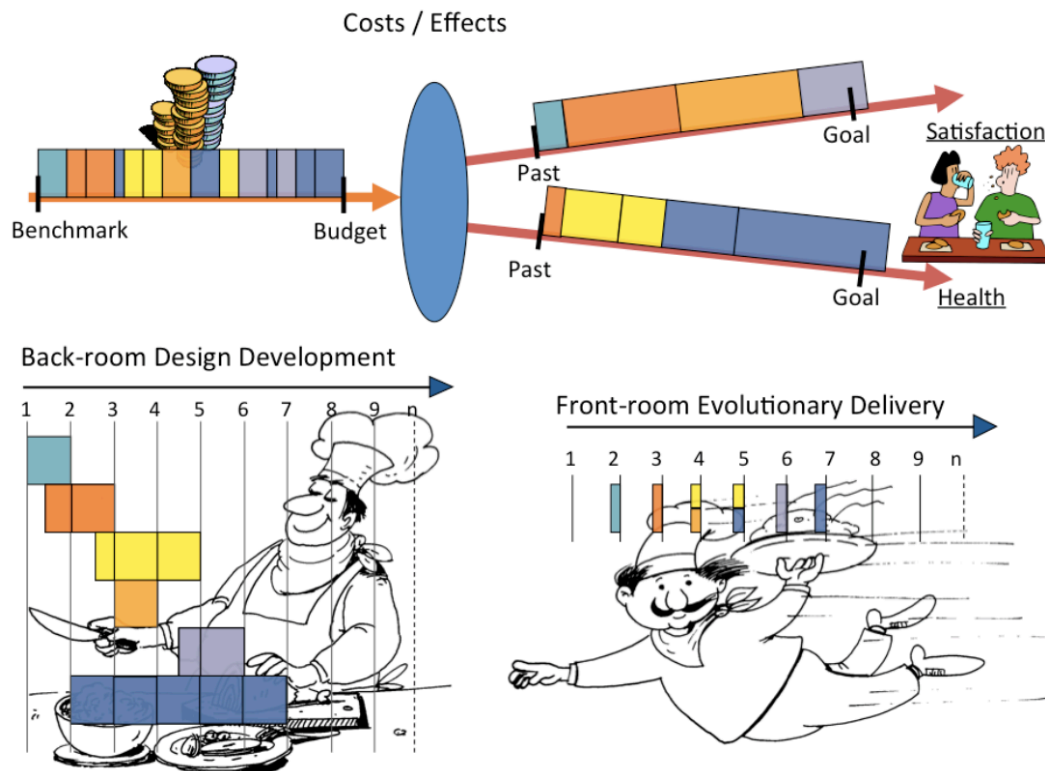 Costs / Effects
Past
Goal
Satisfaction
Benchmark
Budget
Past
Goal
Health
Back-room Design Development
1 2 3 4 5 6 7 8 9 n
Front-room Evolutionary Delivery
1 2 3 4 5 6 7 8 9 n